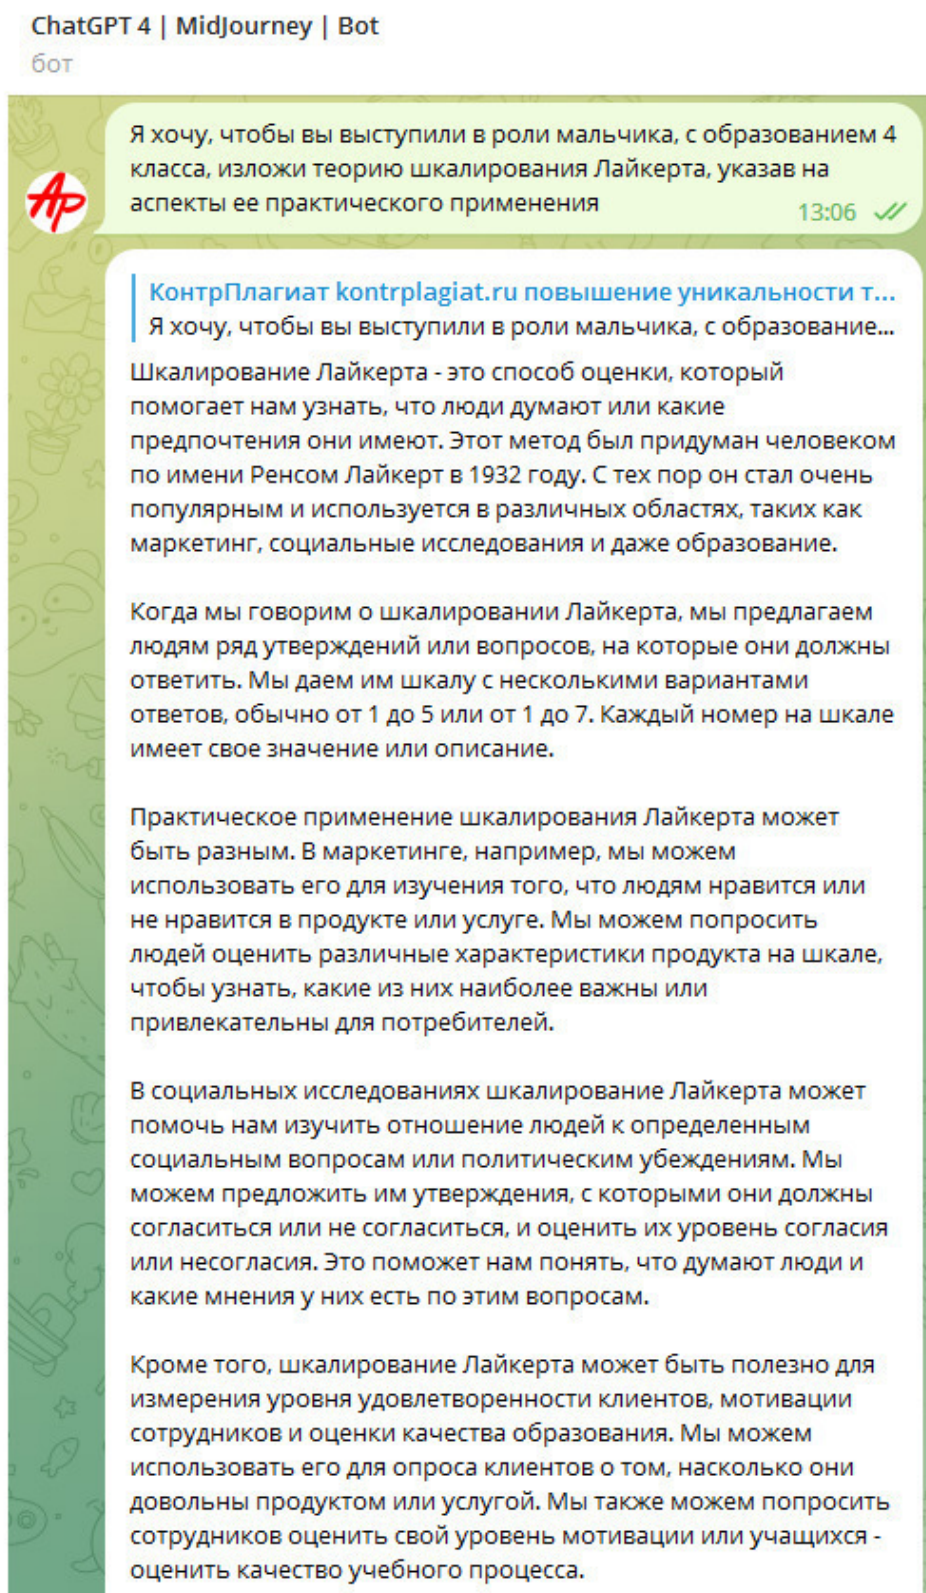 ChatGPT 4 | MidJourney | Bot
бот
Я хочу, чтобы вы выступили в роли мальчика, с образованием 4
класса, изложи теорию шкалирования Лайкерта, указав на
аспекты ее практического применения
13:06
Ар
КонтрПлагиат kontrplagiat.ru повышение уникальности т...
Я хочу, чтобы вы выступили в роли мальчика, с образование...
Шкалирование Лайкерта - это способ оценки, который
помогает нам узнать, что люди думают или какие
предпочтения они имеют. Этот метод был придуман человеком
по имени Ренсом Лайкерт в 1932 году. С тех пор он стал очень
популярным и используется в различных областях, таких как
маркетинг, социальные исследования и даже образование.
Когда мы говорим о шкалировании Лайкерта, мы предлагаем
людям ряд утверждений или вопросов, на которые они должны
ответить. Мы даем им шкалу с несколькими вариантами
ответов, обычно от 1 до 5 или от 1 до 7. Каждый номер на шкале
имеет свое значение или описание.
Практическое применение шкалирования Лайкерта может
быть разным. В маркетинге, например, мы можем
использовать его для изучения того, что людям нравится или
не нравится в продукте или услуге. Мы можем попросить
людей оценить различные характеристики продукта на шкале,
чтобы узнать, какие из них наиболее важны или
привлекательны для потребителей.
В социальных исследованиях шкалирование Лайкерта может
помочь нам изучить отношение людей к определенным
социальным вопросам или политическим убеждениям. Мы
можем предложить им утверждения, с которыми они должны
согласиться или не согласиться, и оценить их уровень согласия
или несогласия. Это поможет нам понять, что думают люди и
какие мнения у них есть по этим вопросам.
Кроме того, шкалирование Лайкерта может быть полезно для
измерения уровня удовлетворенности клиентов, мотивации
сотрудников и оценки качества образования. Мы можем
использовать его для опроса клиентов о том, насколько они
довольны продуктом или услугой. Мы также можем попросить
сотрудников оценить свой уровень мотивации или учащихся -
оценить качество учебного процесса.